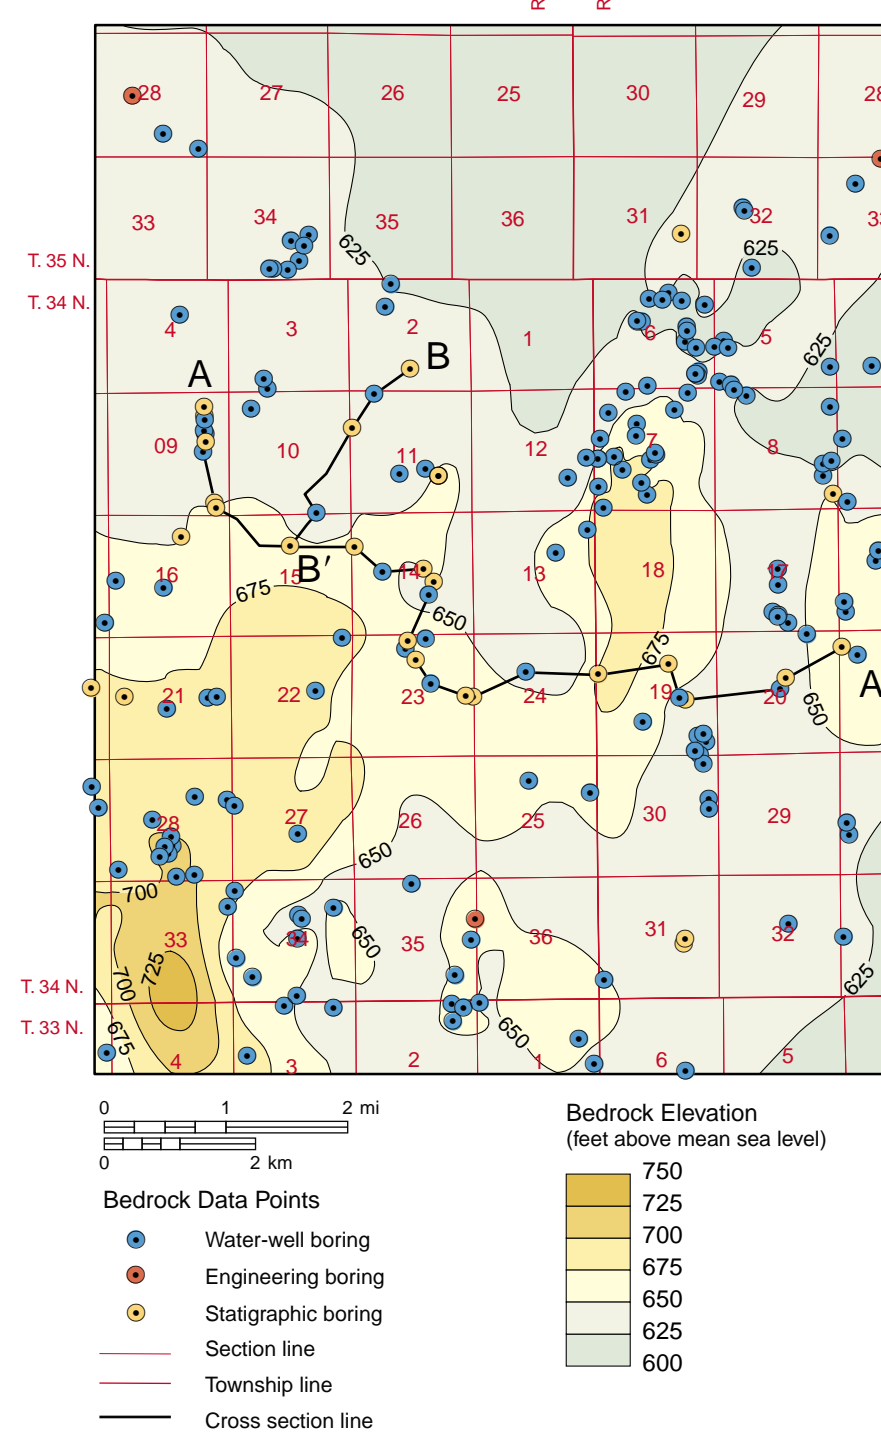 R
R
28 27 26 25 30 29 28
33 34 35 36 31 32 33
625 625
T. 35 N.
T. 34 N.
4 3 2 1 6 5
625
A B
09 10 11 12 7 8
16 15 14 13 18 17
B′
675 650 675
21 22 23 24 19 20
A
650
28 27 26 25 30 29
650
700
33 34 35 36 31 32
650
725
700
625
T. 34 N.
T. 33 N.
675 650
4 3 2 1 6 5
0 1 2 mi
0 2 km
Bedrock Data Points
Water-well boring
Engineering boring
Statigraphic boring
Section line
Township line
Cross section line
Bedrock Elevation
(feet above mean sea level)
750
725
700
675
650
625
600